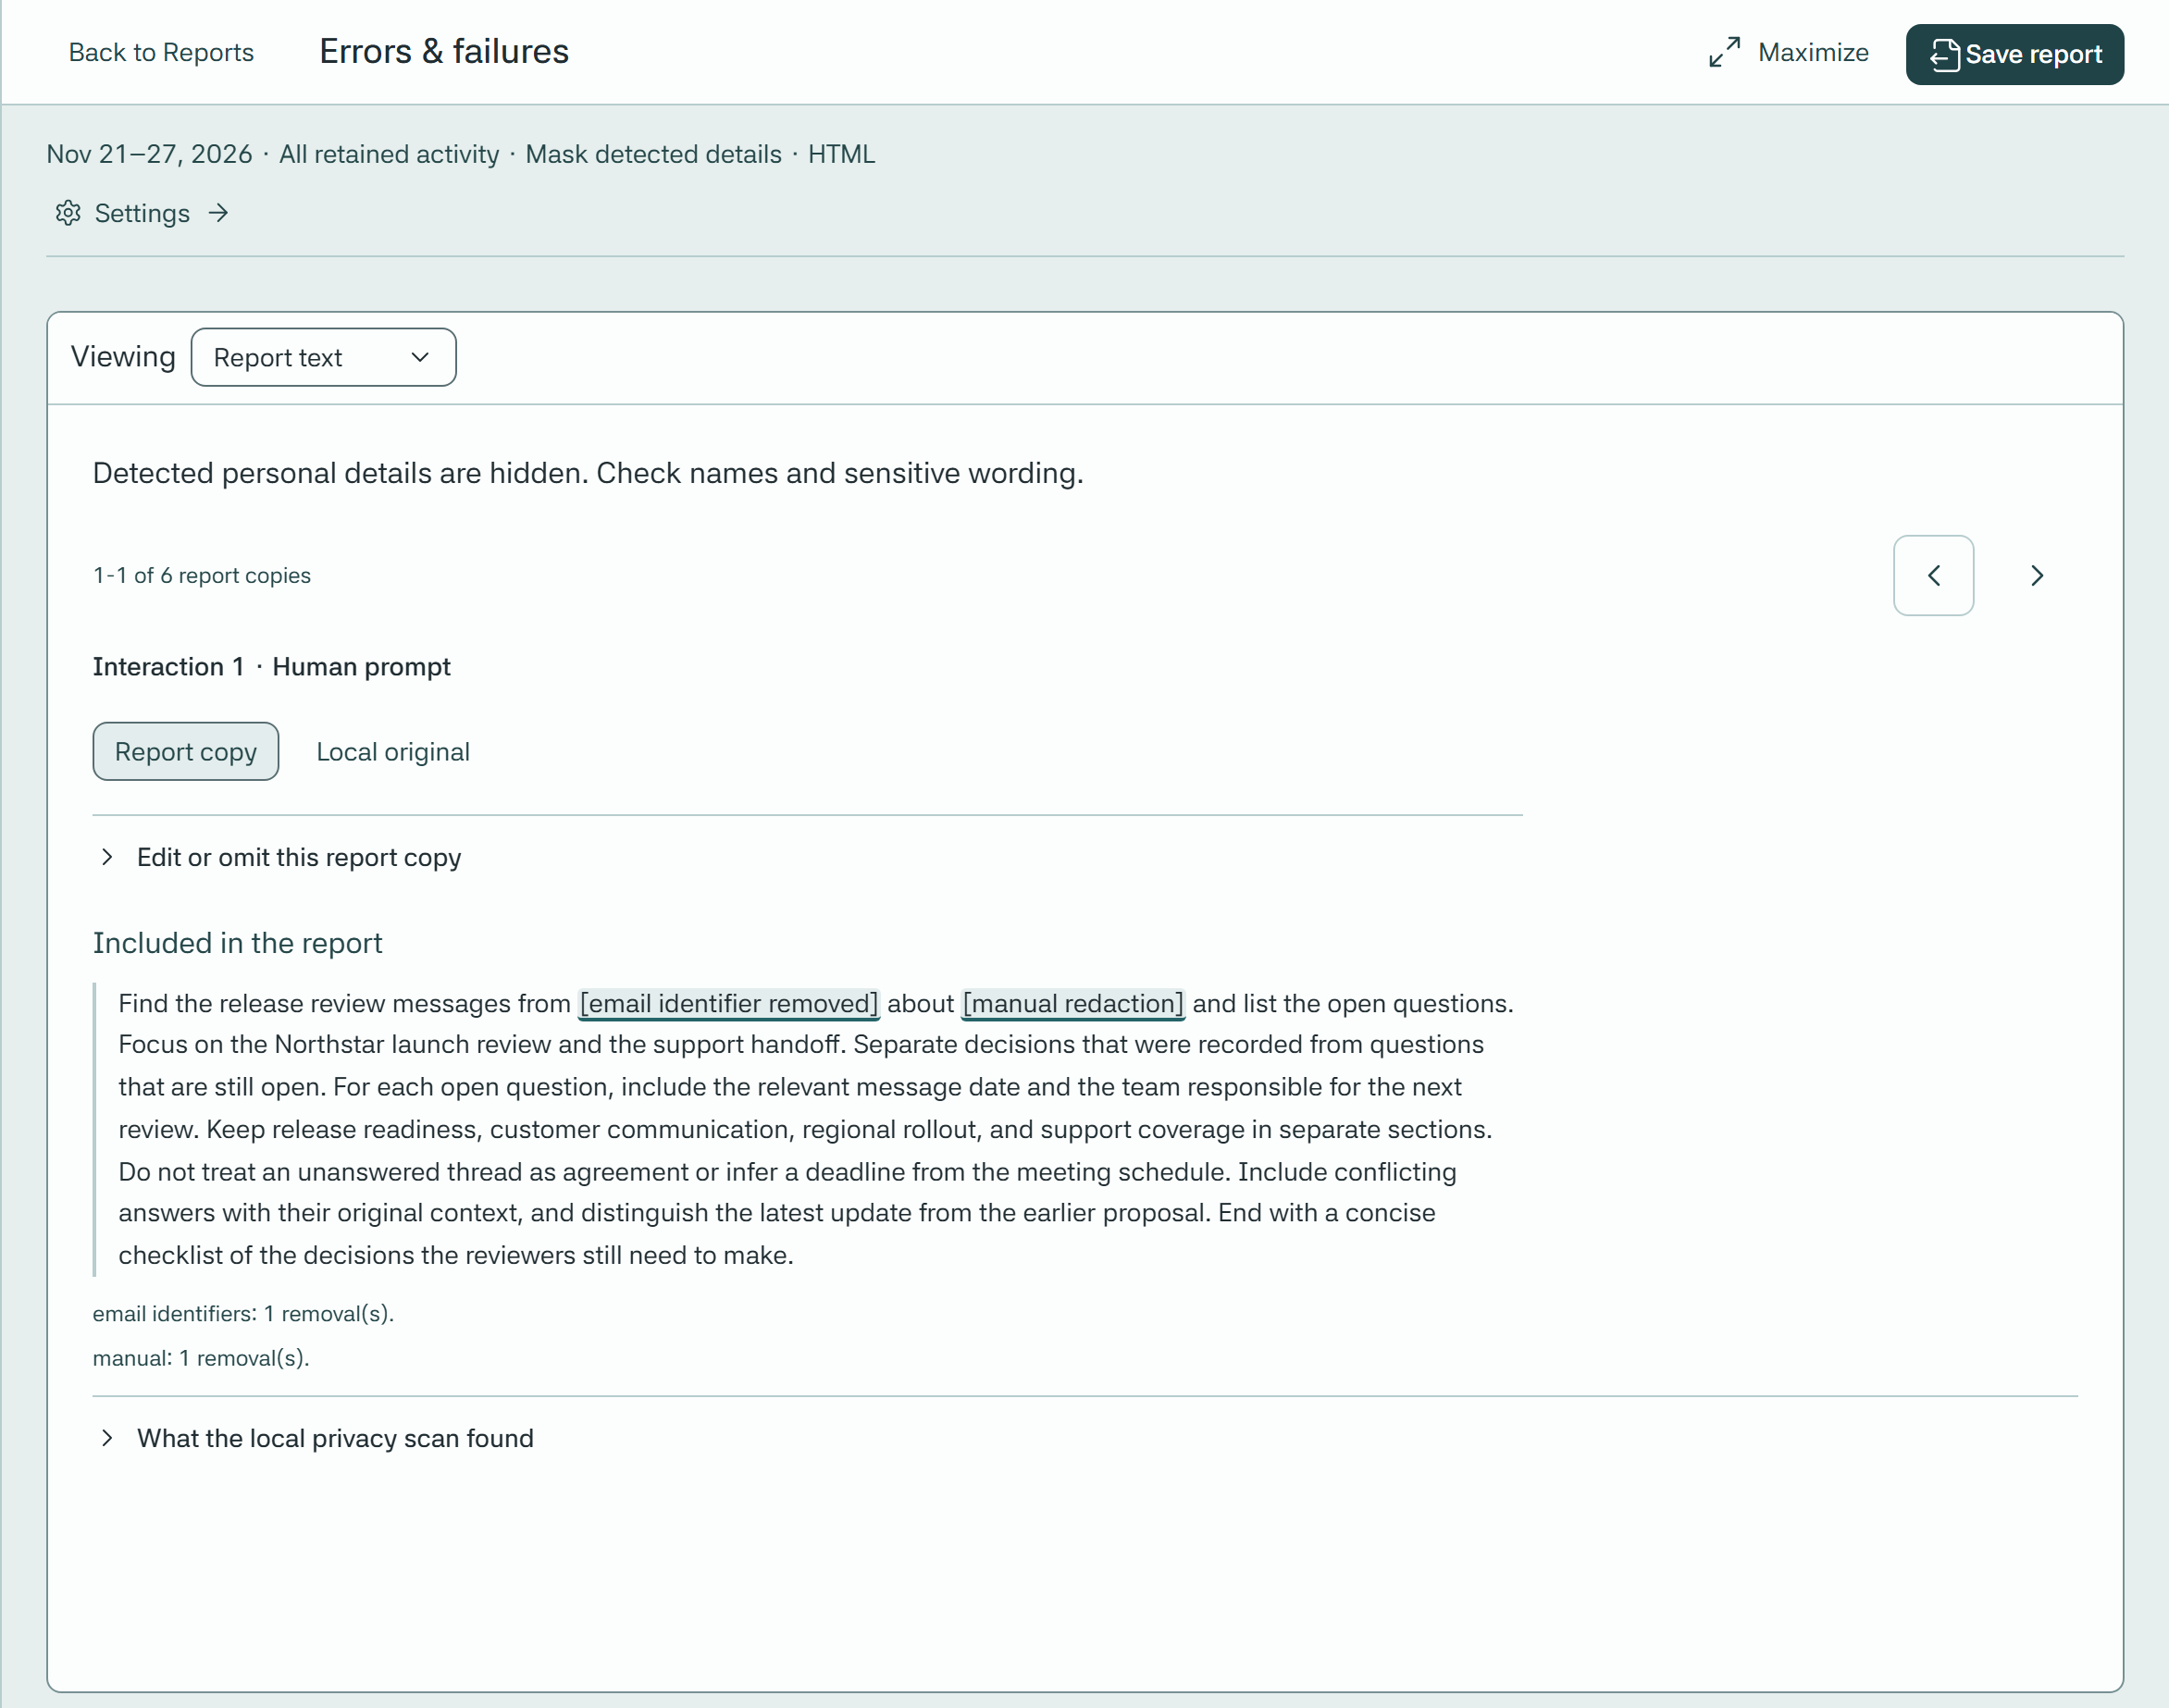 Back to Reports
Errors & failures
Maximize
Save report
Nov 21–27, 2026 · All retained activity · Mask detected details · HTML
Settings
Viewing
Report text
Detected personal details are hidden. Check names and sensitive wording.
1-1 of 6 report copies
Interaction 1 · Human prompt
Report copy
Local original
Edit or omit this report copy
Included in the report
Find the release review messages from [email identifier removed] about [manual redaction] and list the open questions.
Focus on the Northstar launch review and the support handoff. Separate decisions that were recorded from questions
that are still open. For each open question, include the relevant message date and the team responsible for the next
review. Keep release readiness, customer communication, regional rollout, and support coverage in separate sections.
Do not treat an unanswered thread as agreement or infer a deadline from the meeting schedule. Include conflicting
answers with their original context, and distinguish the latest update from the earlier proposal. End with a concise
checklist of the decisions the reviewers still need to make.
email identifiers: 1 removal(s).
manual: 1 removal(s).
What the local privacy scan found